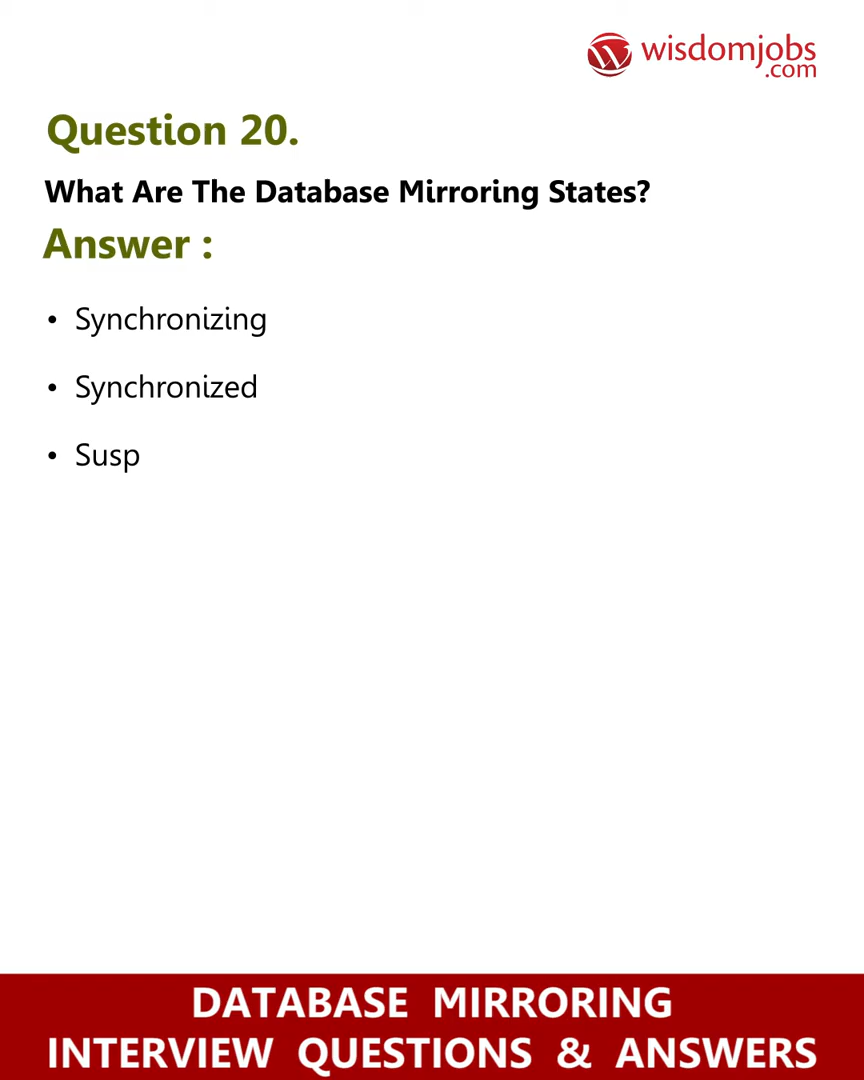 wisdomjobs
.com
Question 20.
What Are The Database Mirroring States?
Answer :
• Synchronizing
• Synchronized
• Susp
DATABASE MIRRORING
INTERVIEW QUESTIONS & ANSWERS